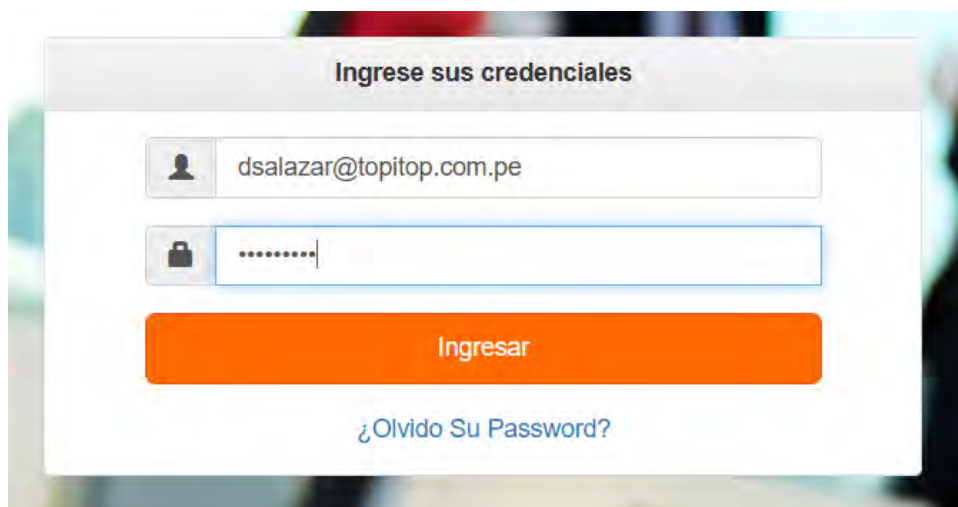 Ingrese sus credenciales
dsalazar@topitop.com.pe
•••••••••
Ingresar
¿Olvido Su Password?